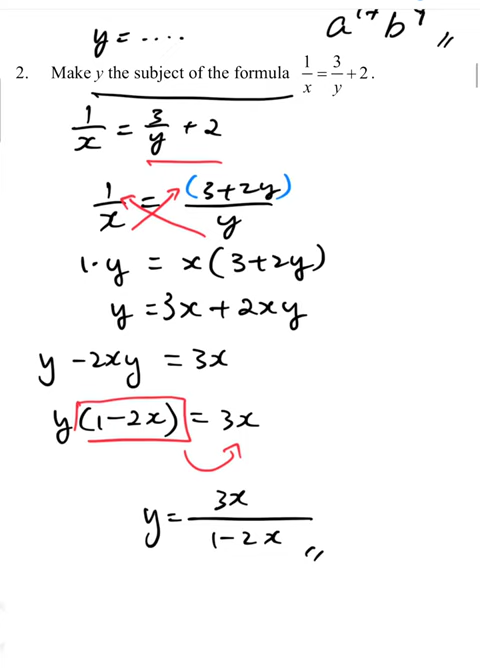 a¹⁷b⁹
y = ....
2. Make y the subject of the formula 1/x = 3/y + 2.
1/x = 3/y + 2
1/x = (3+2y)/y
1·y = x(3+2y)
y = 3x + 2xy
y - 2xy = 3x
y(1-2x) = 3x
y = 3x/(1-2x)